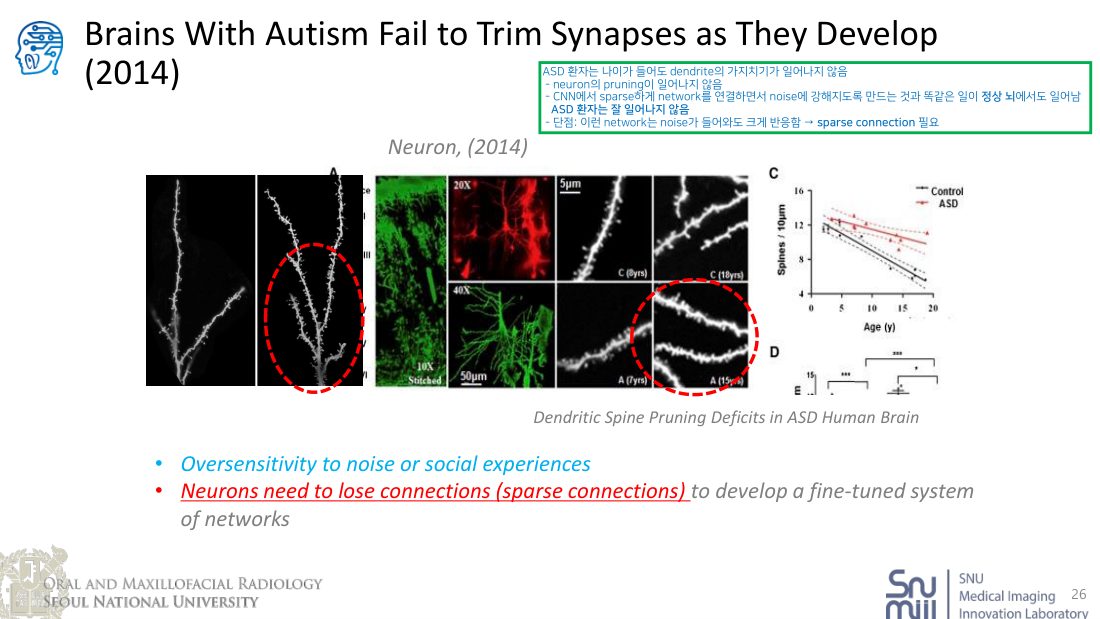 Brains With Autism Fail to Trim Synapses as They Develop
(2014)
ASD 환자는 나이가 들어도 dendrite의 가지치기가 일어나지 않음
- neuron의 pruning이 일어나지 않음
- CNN에서 sparse하게 network를 연결하면서 noise에 강해지도록 만드는 것과 똑같은 일이 정상 뇌에서도 일어남
ASD 환자는 잘 일어나지 않음
- 단점: 이런 network는 noise가 들어와도 크게 반응함 → sparse connection 필요
Neuron, (2014)
A
20X
5µm
C (8yrs)
C (18yrs)
10X
Stitched
40X
50µm
A (7yrs)
A (15yrs)
C
Control
ASD
Spines / 10µm
16
12
8
4
0 5 10 15 20
Age (y)
D
***
***
*
15
Dendritic Spine Pruning Deficits in ASD Human Brain
• Oversensitivity to noise or social experiences
• Neurons need to lose connections (sparse connections) to develop a fine-tuned system
of networks
ORAL AND MAXILLOFACIAL RADIOLOGY
SEOUL NATIONAL UNIVERSITY
SNU
Medical Imaging
Innovation Laboratory
26